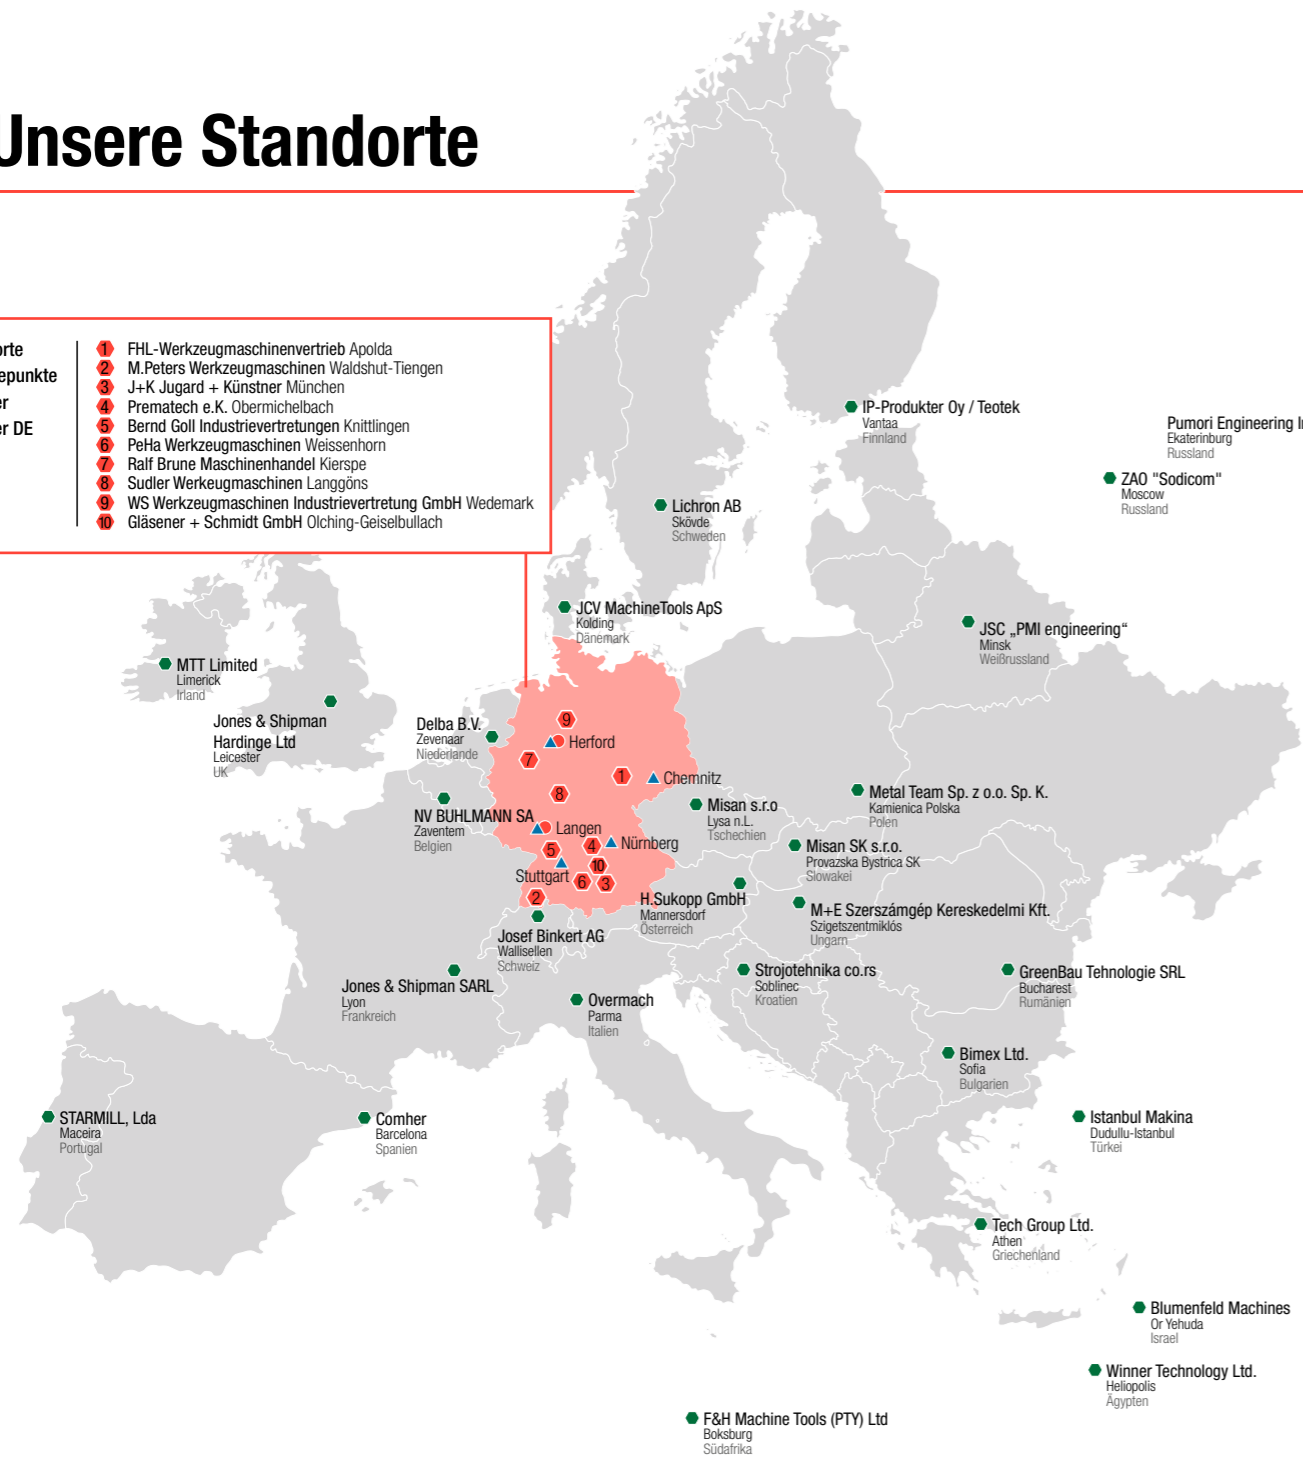 Unsere Standorte
orte
epunkte
er
er DE
1 FHL-Werkzeugmaschinenvertrieb Apolda
2 M.Peters Werkzeugmaschinen Waldshut-Tiengen
3 J+K Jugard + Künstner München
4 Prematech e.K. Obermichelbach
5 Bernd Goll Industrievertretungen Knittlingen
6 PeHa Werkzeugmaschinen Weissenhorn
7 Ralf Brune Maschinenhandel Kierspe
8 Sudler Werkeugmaschinen Langgöns
9 WS Werkzeugmaschinen Industrievertretung GmbH Wedemark
10 Gläsener + Schmidt GmbH Olching-Geiselbullach
IP-Produkter Oy / Teotek
Vantaa
Finnland
Pumori Engineering I
Ekaterinburg
Russland
ZAO "Sodicom"
Moscow
Russland
Lichron AB
Skövde
Schweden
JCV MachineTools ApS
Kolding
Dänemark
JSC „PMI engineering“
Minsk
Weißrussland
MTT Limited
Limerick
Irland
Jones & Shipman
Hardinge Ltd
Leicester
UK
Delba B.V.
Zevenaar
Niederlande
9
Herford
7
1
Chemnitz
8
NV BUHLMANN SA
Zaventem
Belgien
Langen
4
Nürnberg
5
10
Stuttgart
6
3
2
Misan s.r.o
Lysa n.L.
Tschechien
Metal Team Sp. z o.o. Sp. K.
Kamienica Polska
Polen
Misan SK s.r.o.
Provazska Bystrica SK
Slowakei
H.Sukopp GmbH
Mannersdorf
Österreich
M+E Szerszámgép Kereskedelmi Kft.
Szigetszentmiklós
Ungarn
Josef Binkert AG
Wallisellen
Schweiz
Jones & Shipman SARL
Lyon
Frankreich
Strojotehnika co.rs
Soblinec
Kroatien
GreenBau Tehnologie SRL
Bucharest
Rumänien
Overmach
Parma
Italien
Bimex Ltd.
Sofia
Bulgarien
STARMILL, Lda
Maceira
Portugal
Comher
Barcelona
Spanien
Istanbul Makina
Dudullu-Istanbul
Türkei
Tech Group Ltd.
Athen
Griechenland
Blumenfeld Machines
Or Yehuda
Israel
Winner Technology Ltd.
Heliopolis
Ägypten
F&H Machine Tools (PTY) Ltd
Boksburg
Südafrika